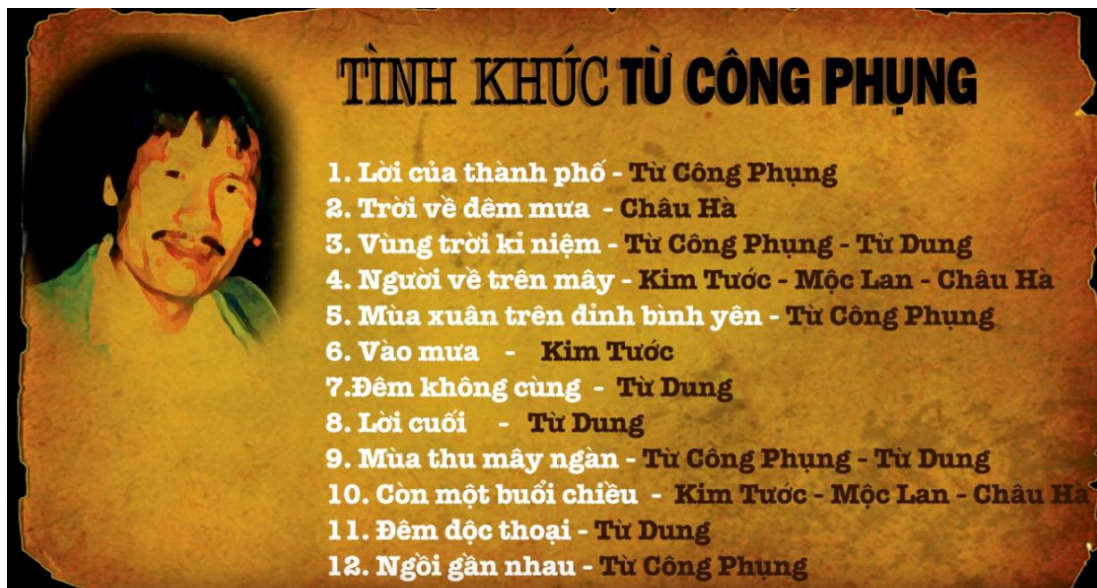 TÌNH KHÚC TỪ CÔNG PHỤNG
1. Lời của thành phố - Từ Công Phụng
2. Trời về đêm mưa - Châu Hà
3. Vùng trời kỉ niệm - Từ Công Phụng - Từ Dung
4. Người về trên mây - Kim Tước - Mộc Lan - Châu Hà
5. Mùa xuân trên đỉnh bình yên - Từ Công Phụng
6. Vào mưa - Kim Tước
7.Đêm không cùng - Từ Dung
8. Lời cuối - Từ Dung
9. Mùa thu mây ngàn - Từ Công Phụng - Từ Dung
10. Còn một buổi chiều - Kim Tước - Mộc Lan - Châu Hà
11. Đêm độc thoại - Từ Dung
12. Ngồi gần nhau - Từ Công Phụng